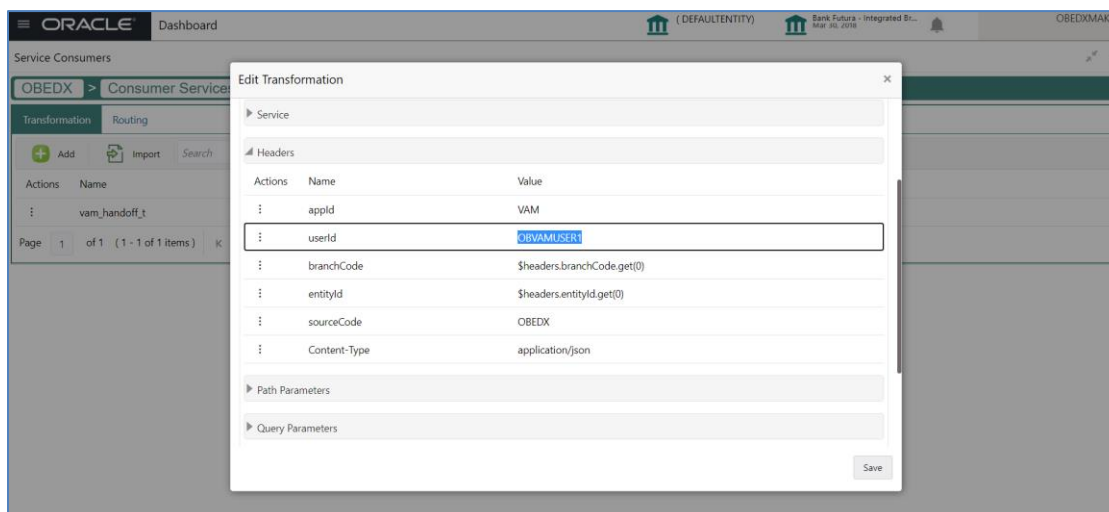 ORACLE Dashboard ( DEFAULTENTITY) Bank Futura - Integrated Br... OBEDXMAK
Mar 30, 2018
Service Consumers
Edit Transformation
OBEDX > Consumer Services
Transformation Routing
Service
Add Import Search
Headers
Actions Name
Actions Name Value
vam_handoff_t
appId VAM
Page 1 of 1 ( 1 - 1 of 1 items ) K
userId OBVAMUSER1
branchCode $headers.branchCode.get(0)
entityId $headers.entityId.get(0)
sourceCode OBEDX
Content-Type application/json
Path Parameters
Query Parameters
Save